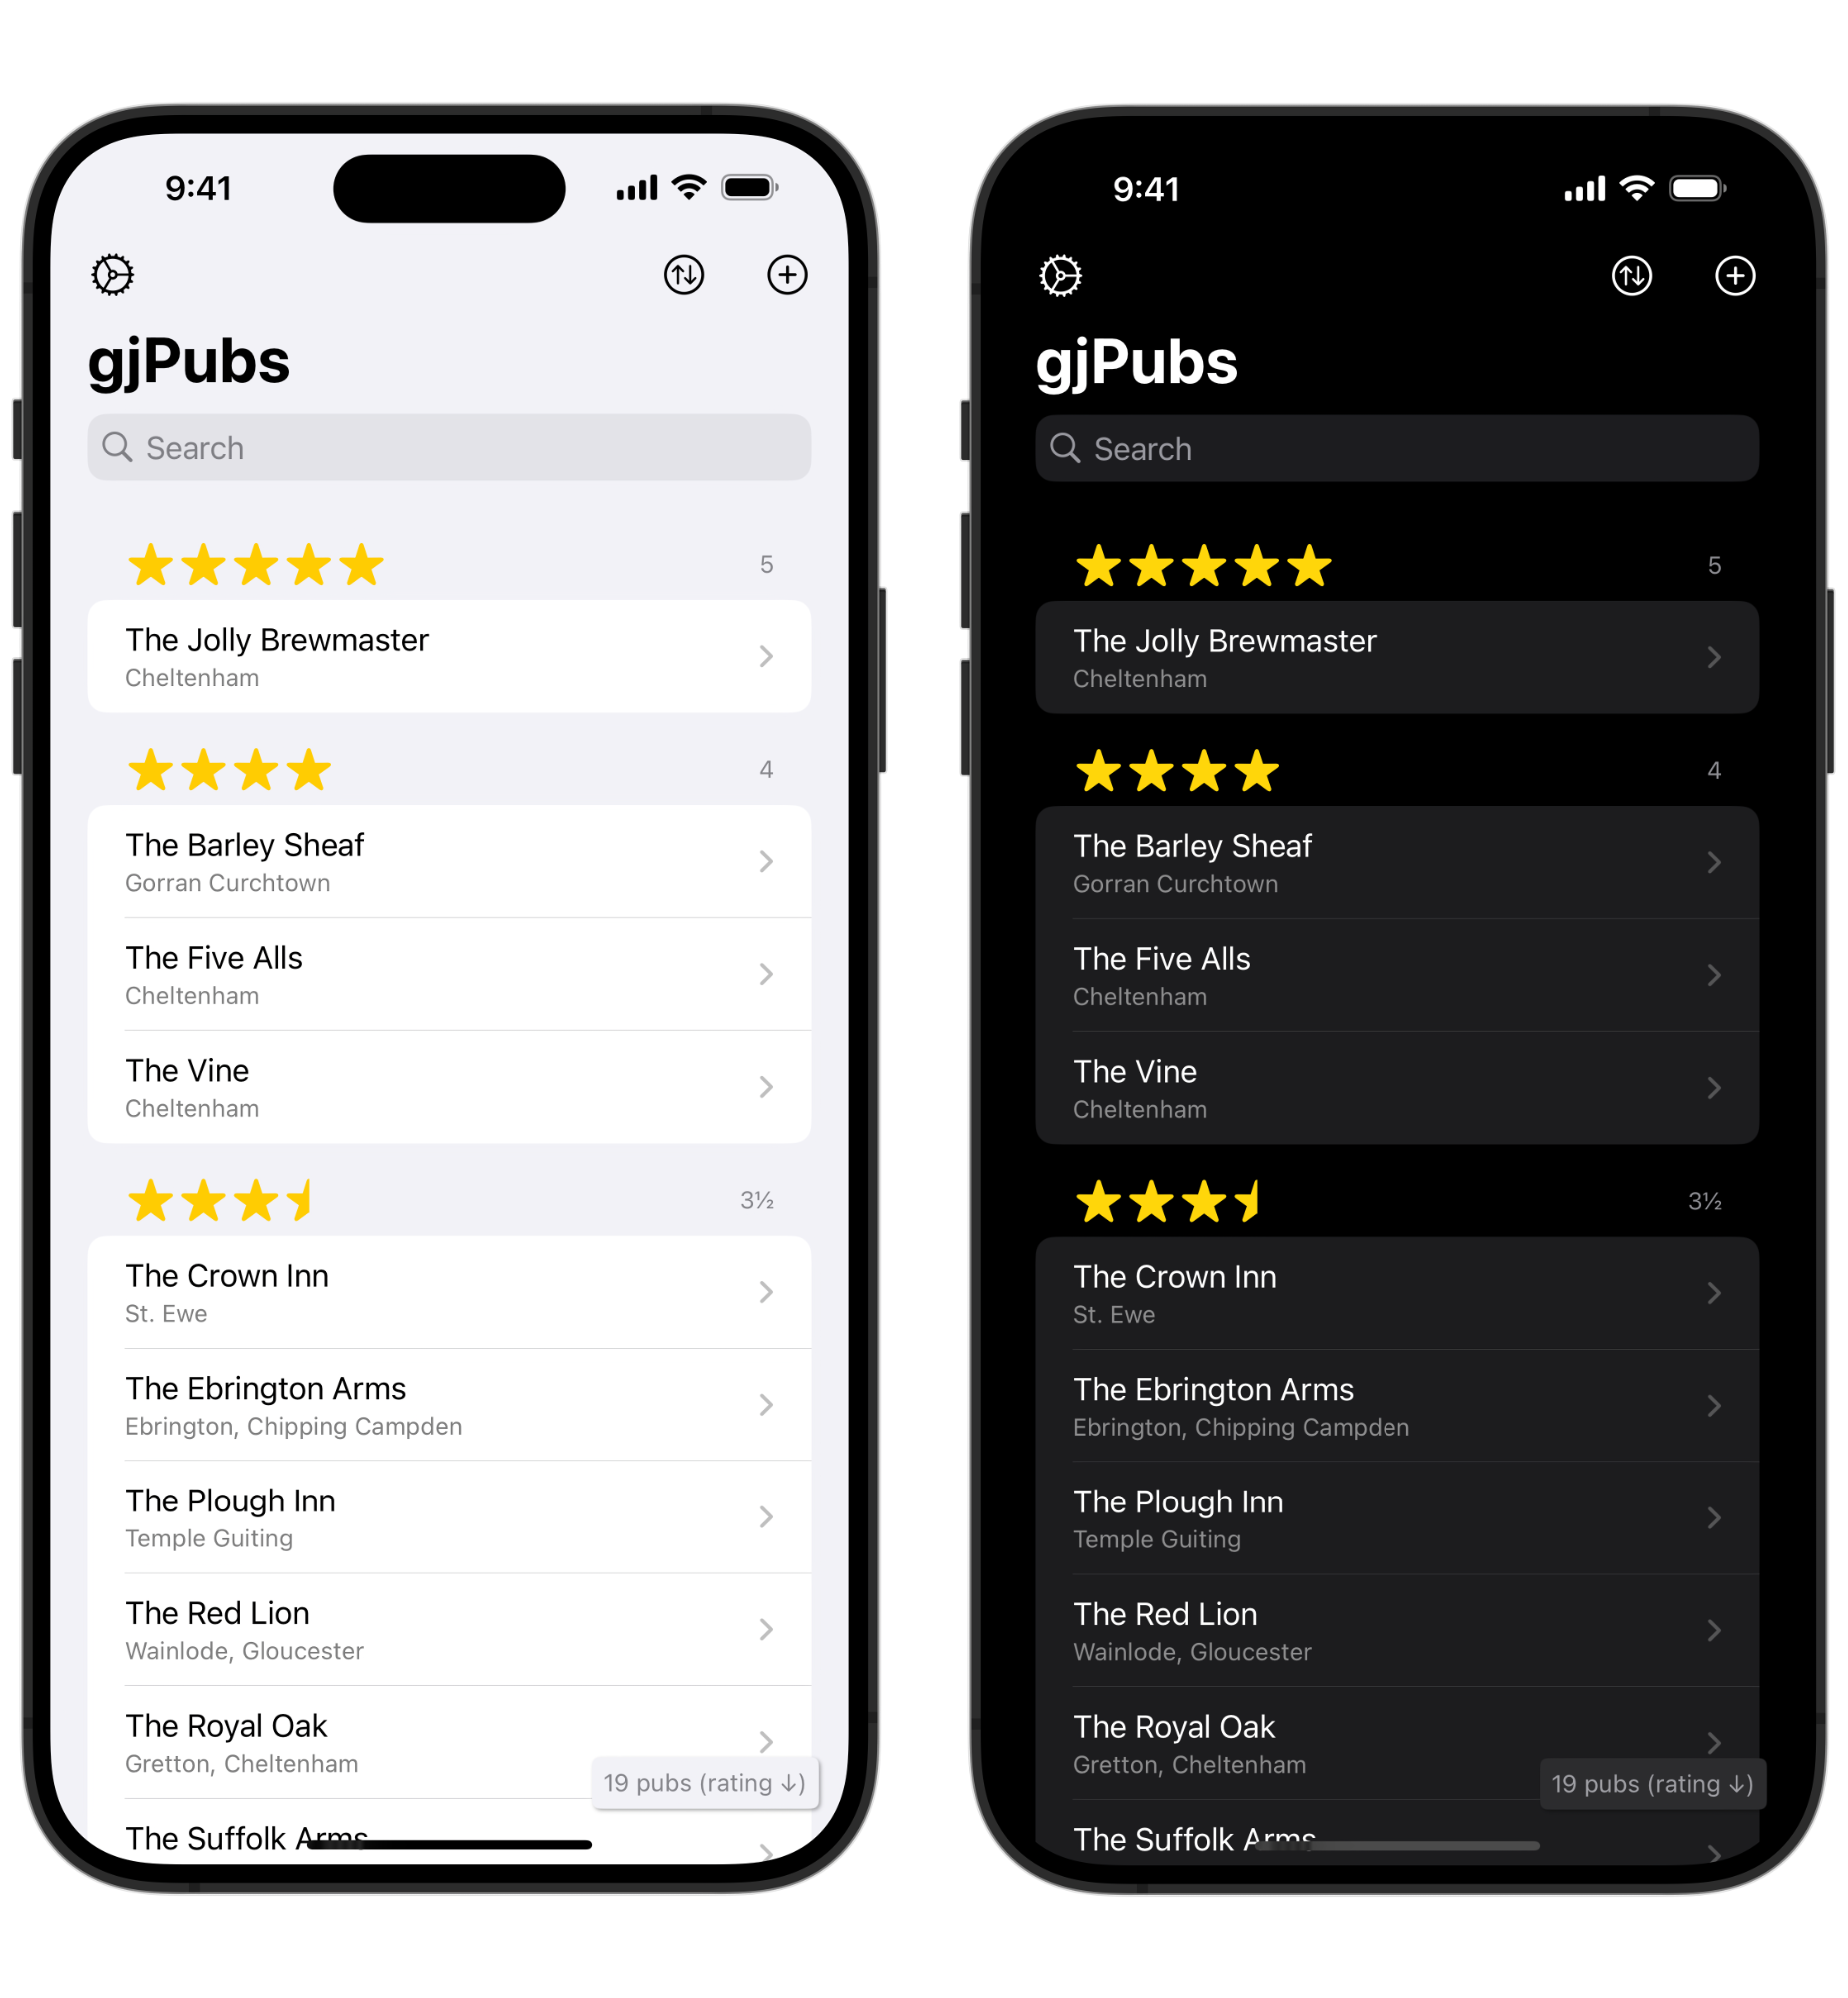 9:41
gjPubs
Search
5
The Jolly Brewmaster
Cheltenham
4
The Barley Sheaf
Gorran Curchtown
The Five Alls
Cheltenham
The Vine
Cheltenham
3½
The Crown Inn
St. Ewe
The Ebrington Arms
Ebrington, Chipping Campden
The Plough Inn
Temple Guiting
The Red Lion
Wainlode, Gloucester
The Royal Oak
Gretton, Cheltenham
19 pubs (rating ↓)
The Suffolk Arms
9:41
gjPubs
Search
5
The Jolly Brewmaster
Cheltenham
4
The Barley Sheaf
Gorran Curchtown
The Five Alls
Cheltenham
The Vine
Cheltenham
3½
The Crown Inn
St. Ewe
The Ebrington Arms
Ebrington, Chipping Campden
The Plough Inn
Temple Guiting
The Red Lion
Wainlode, Gloucester
The Royal Oak
Gretton, Cheltenham
19 pubs (rating ↓)
The Suffolk Arms